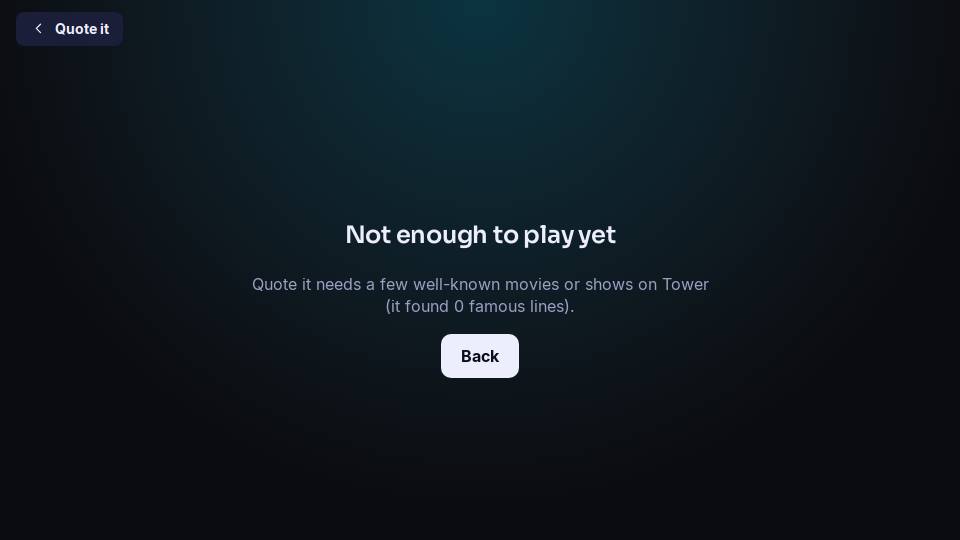 Quote it
Not enough to play yet
Quote it needs a few well-known movies or shows on Tower
(it found 0 famous lines).
Back